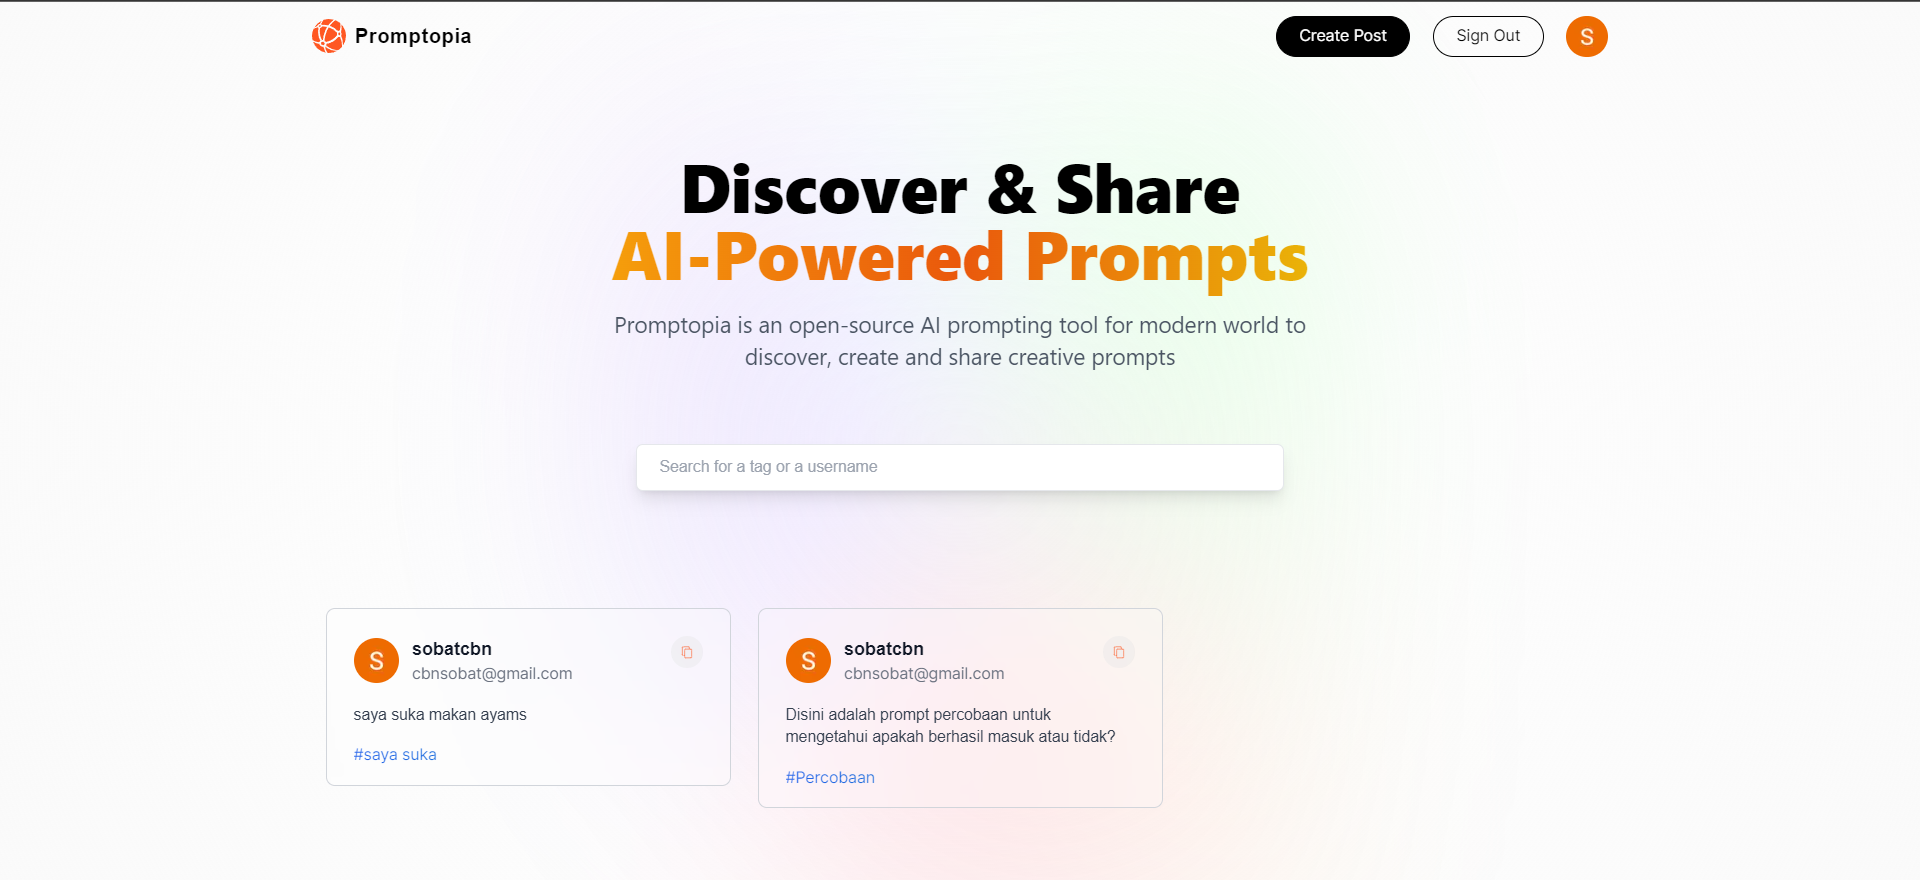 Promptopia
Create Post
Sign Out
S
Discover & Share
AI-Powered Prompts
Promptopia is an open-source AI prompting tool for modern world to
discover, create and share creative prompts
Search for a tag or a username
S
sobatcbn
cbnsobat@gmail.com
saya suka makan ayams
#saya suka
S
sobatcbn
cbnsobat@gmail.com
Disini adalah prompt percobaan untuk
mengetahui apakah berhasil masuk atau tidak?
#Percobaan